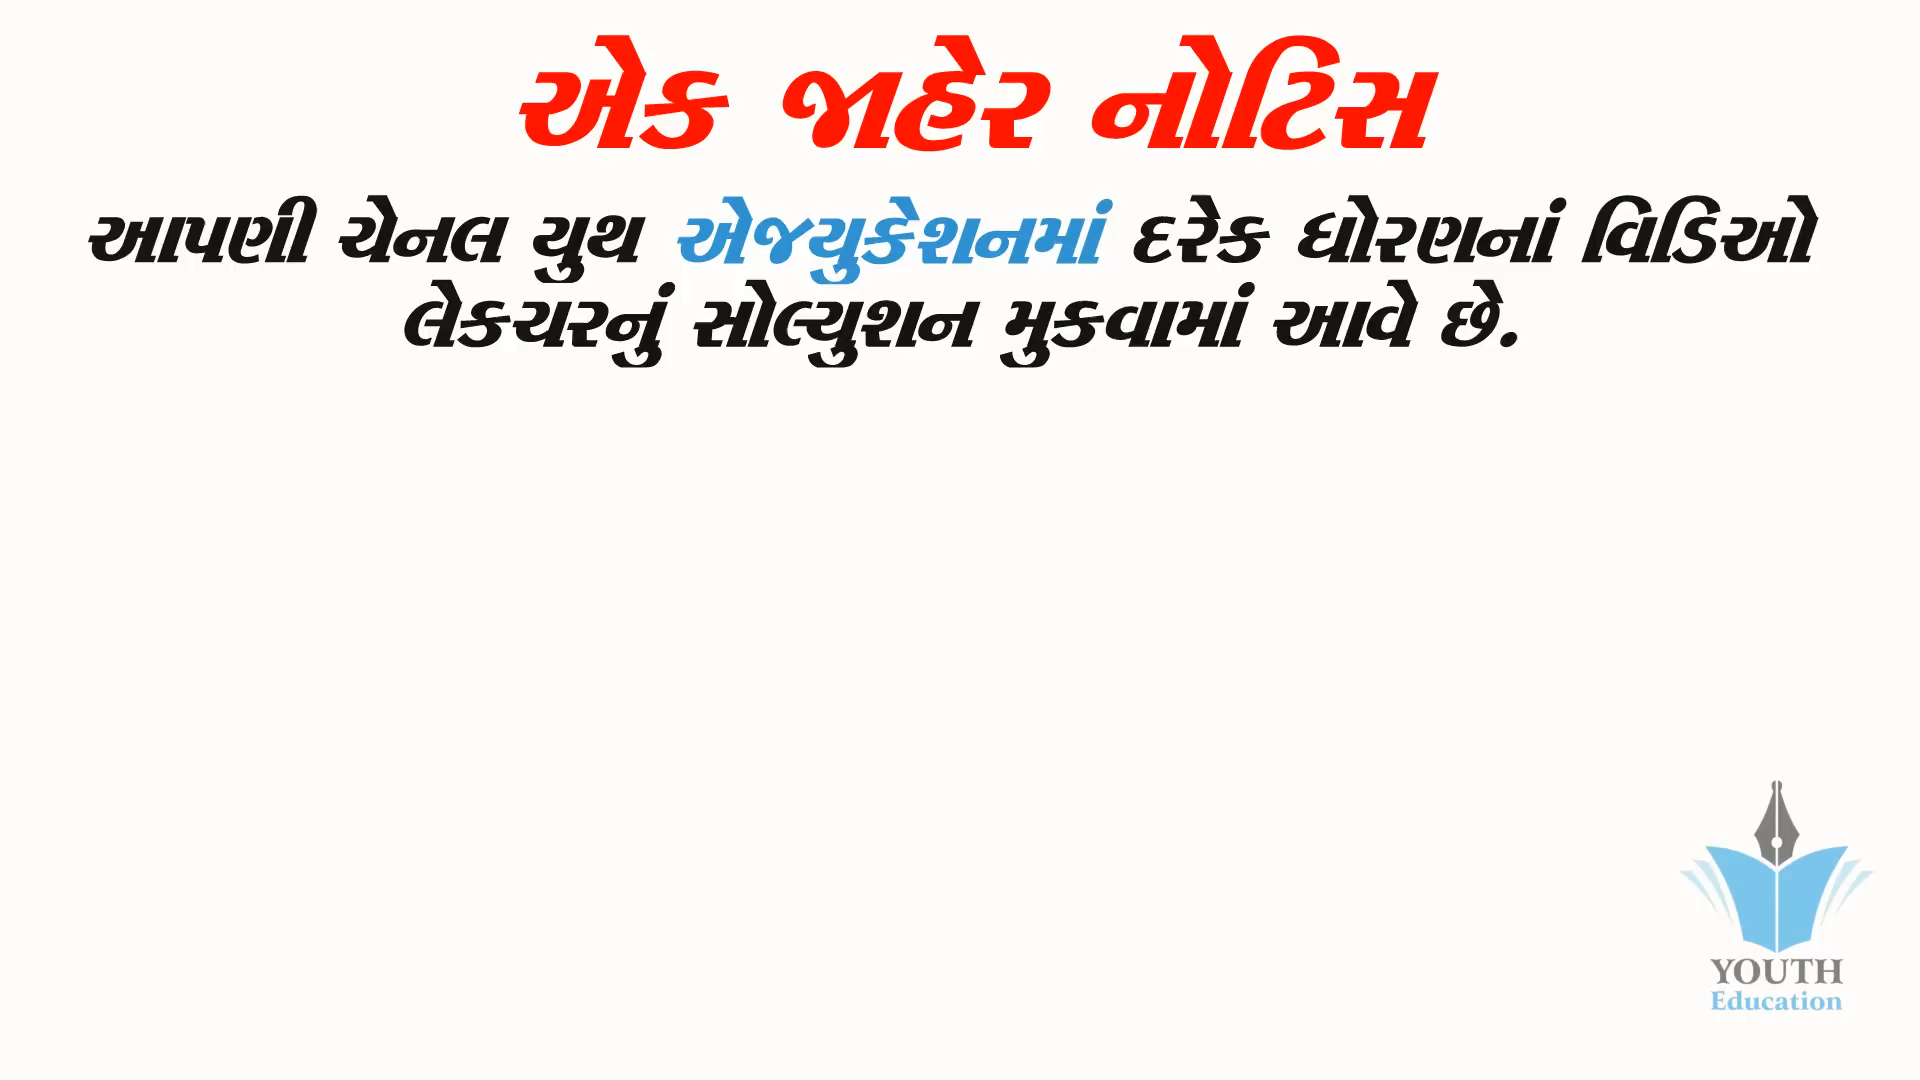 એક જાહેર નોટિસ
આપણી ચેનલ યુથ એજયુકેશનમાં દરેક ધોરણનાં વિડિઓ
લેકચરનું સોલ્યુશન મુકવામાં આવે છે.
YOUTH
Education